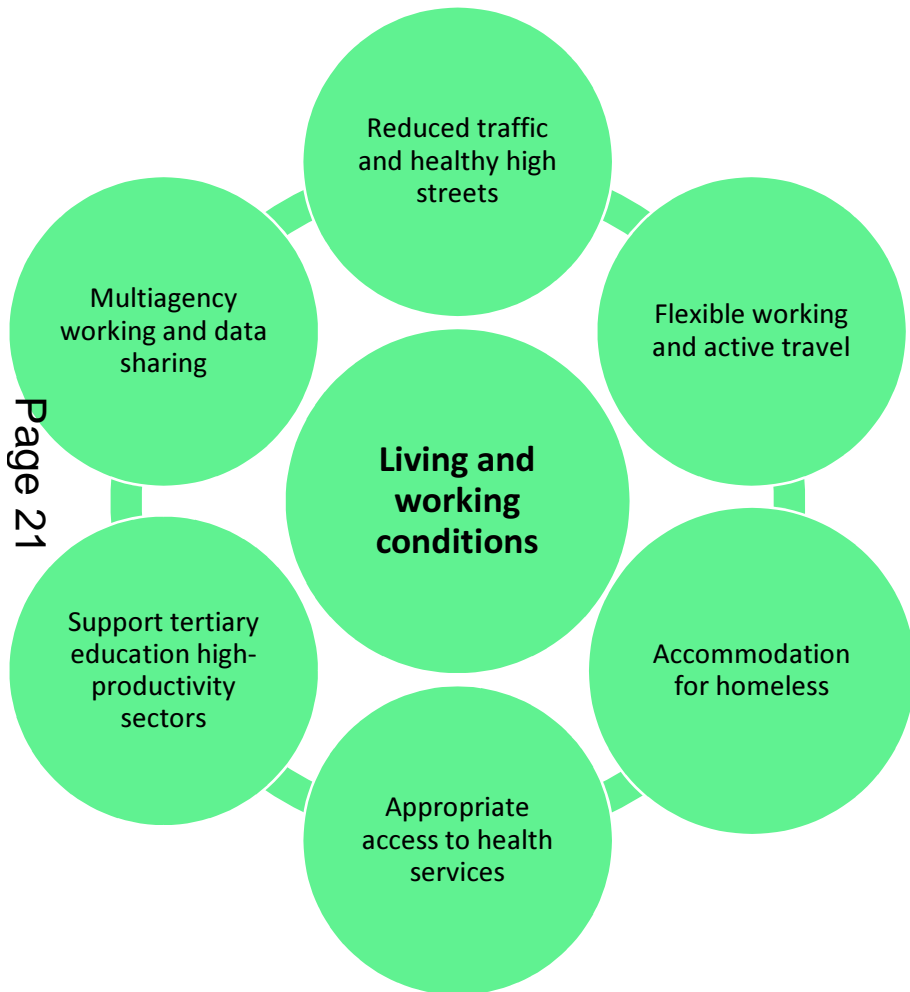 Reduced traffic
and healthy high
streets
Flexible working
and active travel
Accommodation
for homeless
Appropriate
access to health
services
Support tertiary
education high-
productivity
sectors
Multiagency
working and data
sharing
Living and
working
conditions
Page 21